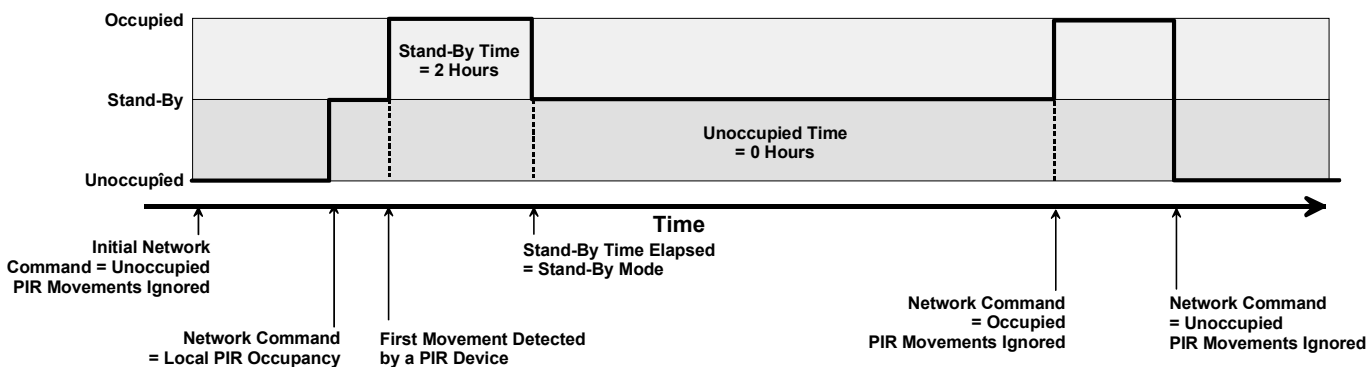 Occupied
Stand-By Time
= 2 Hours
Stand-By
Unoccupied Time
= 0 Hours
Unoccupied
Time
Initial Network
Command = Unoccupied
PIR Movements Ignored
Stand-By Time Elapsed
= Stand-By Mode
Network Command
= Local PIR Occupancy
First Movement Detected
by a PIR Device
Network Command
= Occupied
PIR Movements Ignored
Network Command
= Unoccupied
PIR Movements Ignored